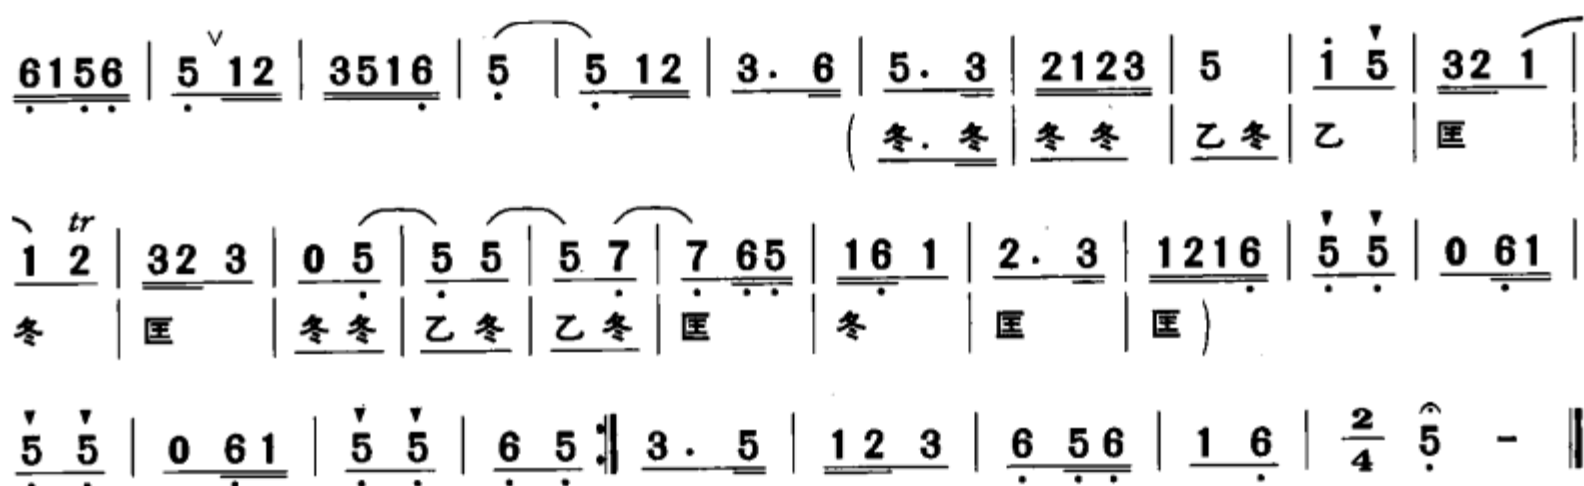 6156 | 5 12 | 3516 | 5 | 5 12 | 3. 6 | 5. 3 | 2123 | 5 | i 5 | 32 1 |
( 冬. 冬 | 冬 冬 | 乙 冬 | 乙 | 匡 |
1 2 | 32 3 | 0 5 | 5 5 | 5 7 | 7 65 | 16 1 | 2. 3 | 1216 | 5 5 | 0 61 |
tr
冬 | 匡 | 冬 冬 | 乙 冬 | 乙 冬 | 匡 | 冬 | 匡 | 匡 )
5 5 | 0 61 | 5 5 | 6 5 :| 3. 5 | 12 3 | 6 56 | 1 6 | 2/4 5 - ||